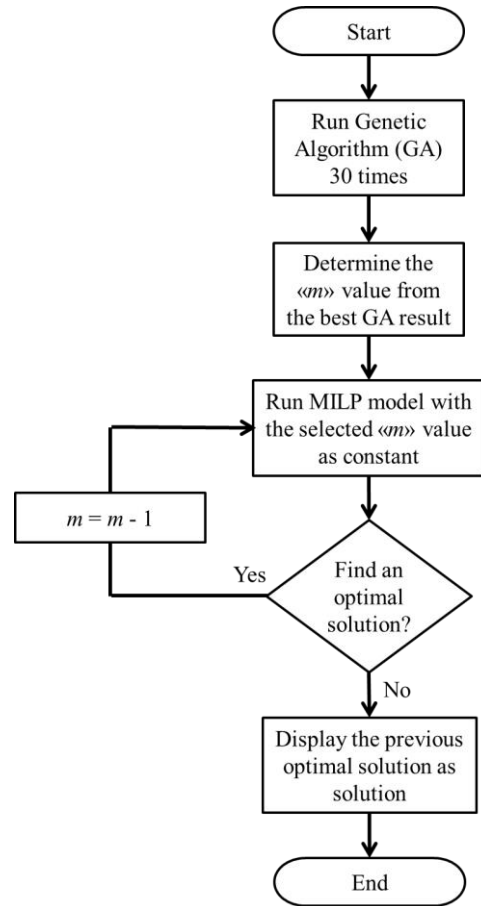 Start
Run Genetic
Algorithm (GA)
30 times
Determine the
«m» value from
the best GA result
Run MILP model with
the selected «m» value
as constant
m = m - 1
Yes
Find an
optimal
solution?
No
Display the previous
optimal solution as
solution
End